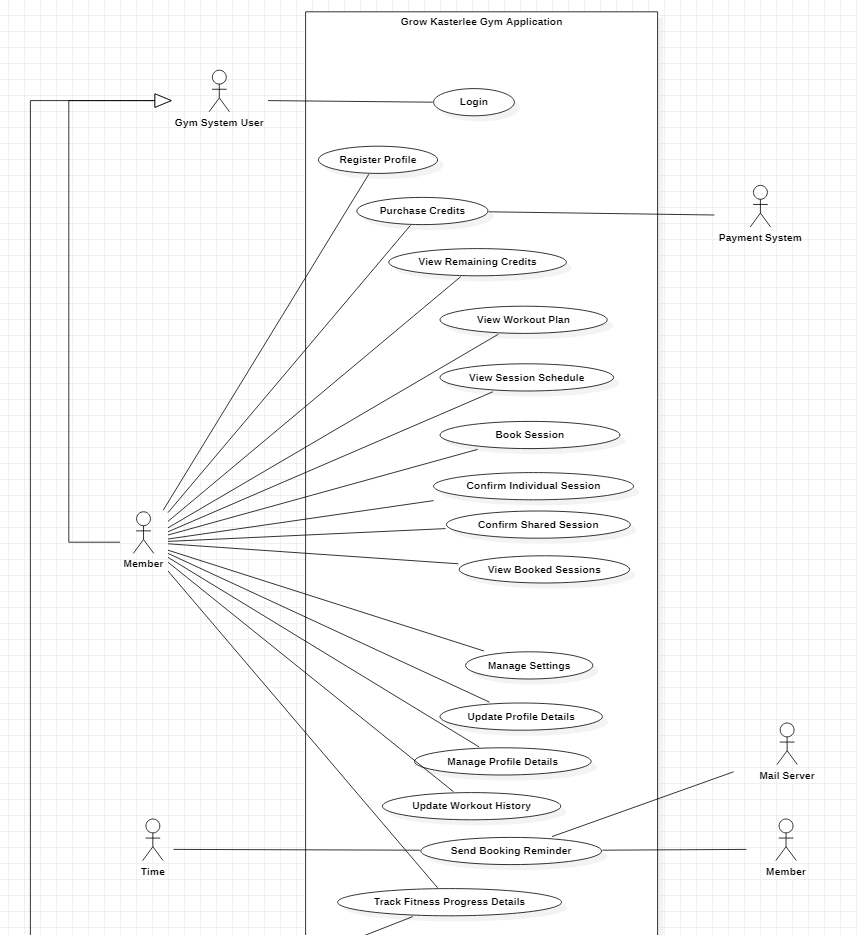 Grow Kasterlee Gym Application
Login
Gym System User
Register Profile
Purchase Credits
Payment System
View Remaining Credits
View Workout Plan
View Session Schedule
Book Session
Confirm Individual Session
Confirm Shared Session
Member
View Booked Sessions
Manage Settings
Update Profile Details
Manage Profile Details
Mail Server
Update Workout History
Send Booking Reminder
Time
Member
Track Fitness Progress Details